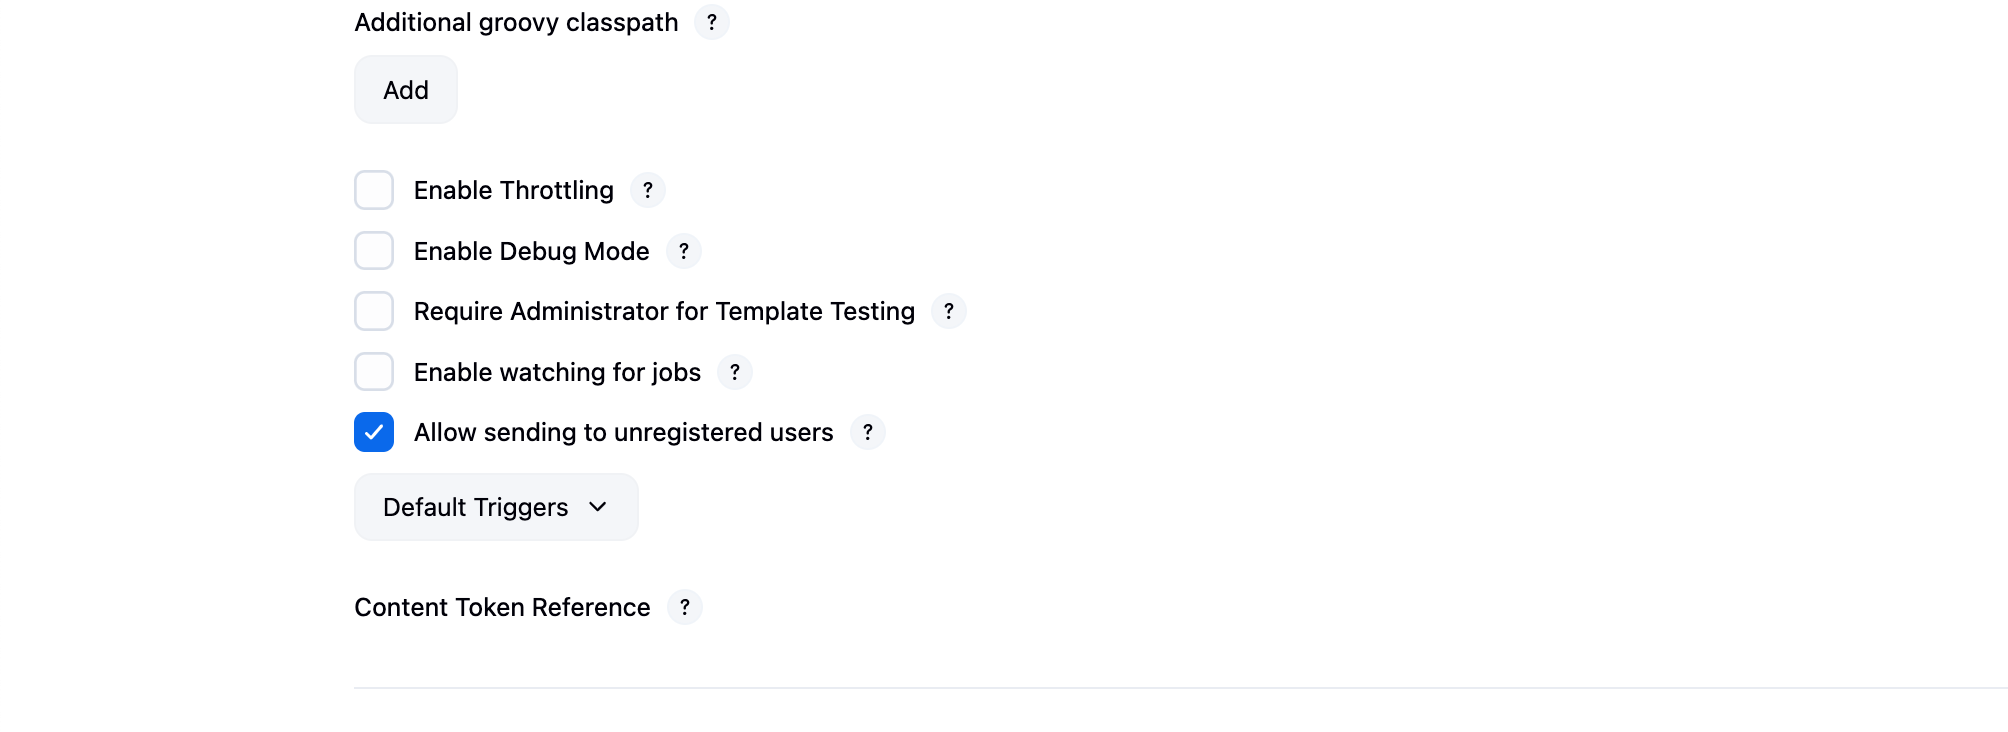 Additional groovy classpath ?
Add
Enable Throttling ?
Enable Debug Mode ?
Require Administrator for Template Testing ?
Enable watching for jobs ?
Allow sending to unregistered users ?
Default Triggers
Content Token Reference ?